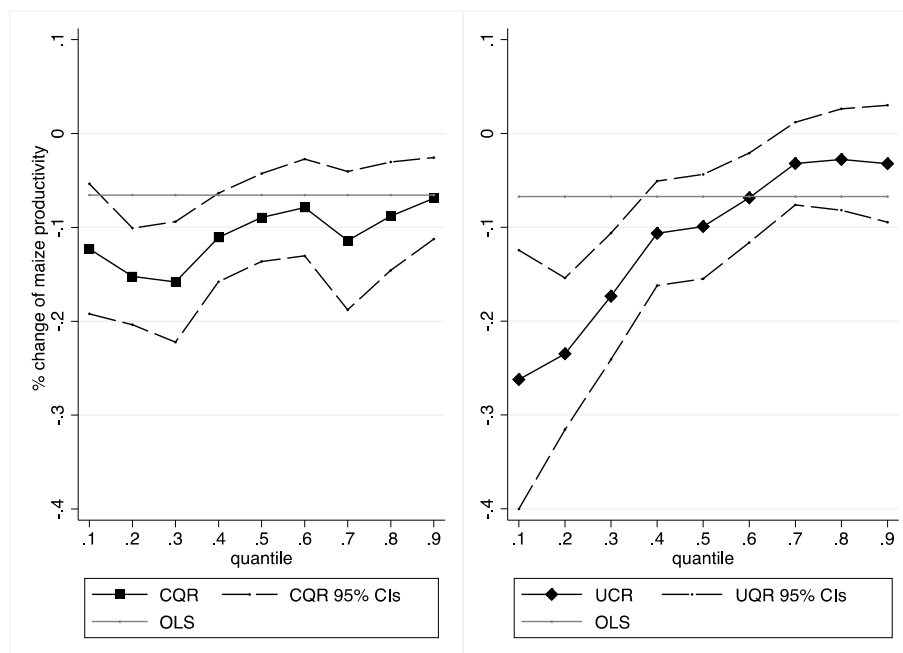 % change of maize productivity
.1
0
-.1
-.2
-.3
-.4
.1 .2 .3 .4 .5 .6 .7 .8 .9
quantile
CQR CQR 95% CIs
OLS
.1
0
-.1
-.2
-.3
-.4
.1 .2 .3 .4 .5 .6 .7 .8 .9
quantile
UCR UQR 95% CIs
OLS